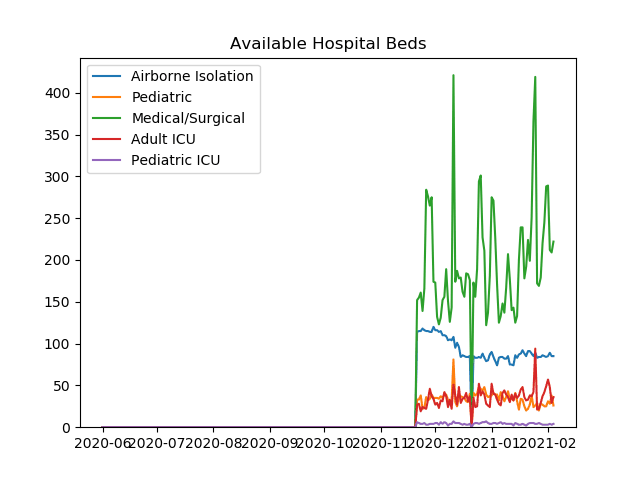 Available Hospital Beds
Airborne Isolation
Pediatric
Medical/Surgical
Adult ICU
Pediatric ICU
400
350
300
250
200
150
100
50
0
2020-06 2020-07 2020-08 2020-09 2020-10 2020-11 2020-12 2021-01 2021-02